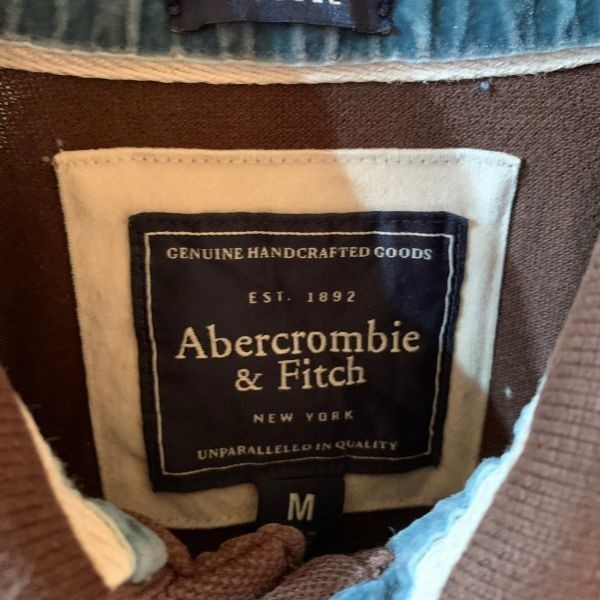 GENUINE HANDCRAFTED GOODS
EST. 1892
Abercrombie
& Fitch
NEW YORK
UNPARALLELED IN QUALITY
M